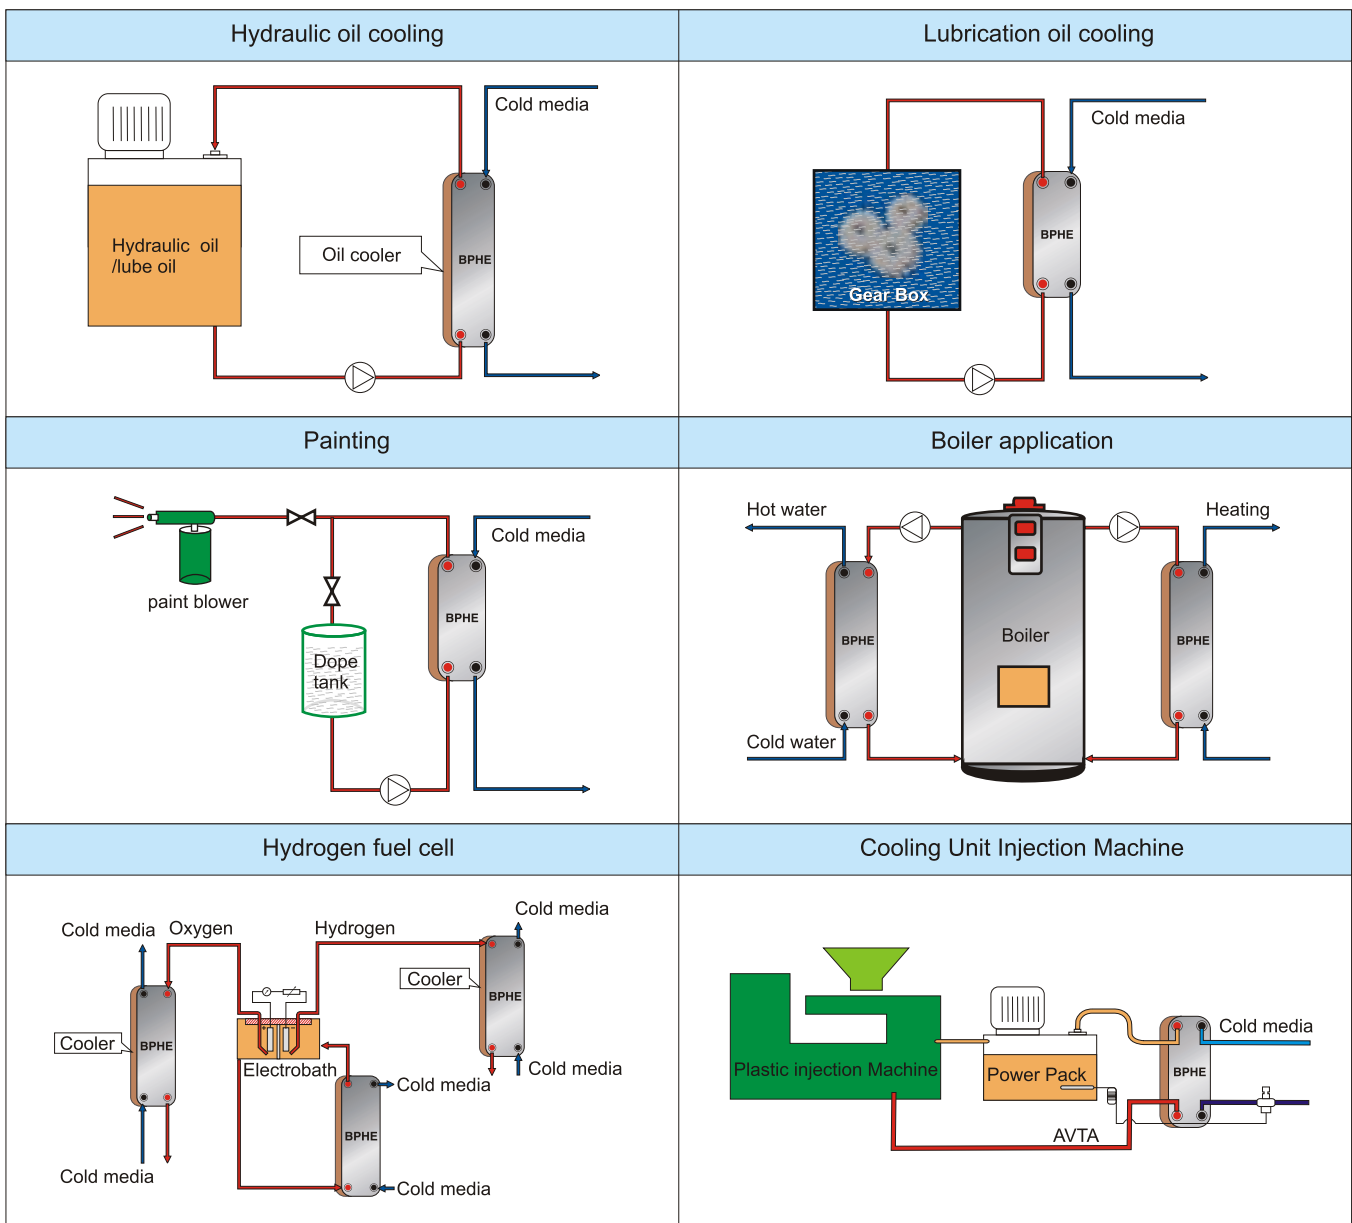 Hydraulic oil cooling
Cold media
Hydraulic oil
/lube oil
Oil cooler
BPHE
Lubrication oil cooling
Cold media
BPHE
Gear Box
Painting
Cold media
paint blower
BPHE
Dope
tank
Boiler application
Hot water
Heating
BPHE
Boiler
BPHE
Cold water
Hydrogen fuel cell
Cold media
Oxygen
Hydrogen
Cold media
Cooler
BPHE
Cooler
BPHE
Electrobath
Cold media
Cold media
BPHE
Cold media
Cold media
Cooling Unit Injection Machine
Cold media
Plastic injection Machine
Power Pack
BPHE
AVTA